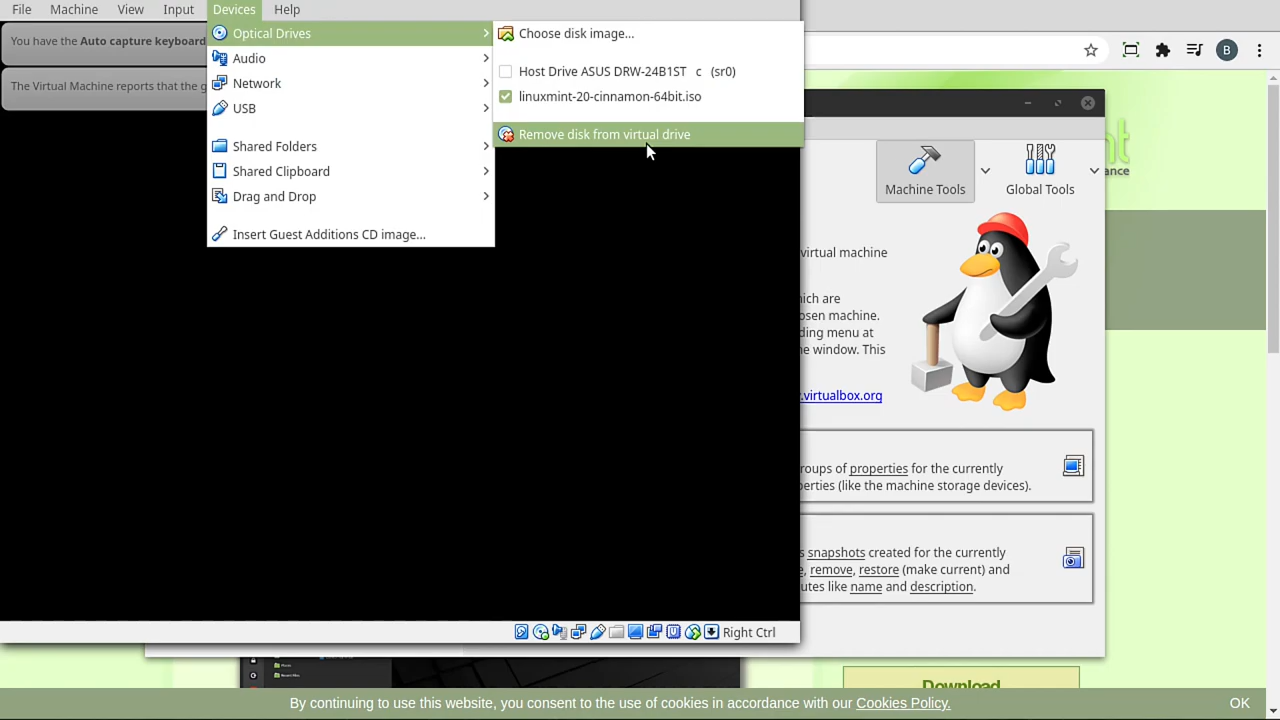 File Machine View Input Devices Help
You have the Auto capture keyboard
The Virtual Machine reports that the g
Optical Drives
Audio
Network
USB
Shared Folders
Shared Clipboard
Drag and Drop
Insert Guest Additions CD image...
Choose disk image...
Host Drive ASUS DRW-24B1ST c (sr0)
linuxmint-20-cinnamon-64bit.iso
Remove disk from virtual drive
B
Machine Tools
Global Tools
virtual machine
hich are
osen machine.
ding menu at
e window. This
.virtualbox.org
roups of properties for the currently
perties (like the machine storage devices).
s snapshots created for the currently
e, remove, restore (make current) and
utes like name and description.
Right Ctrl
Download
By continuing to use this website, you consent to the use of cookies in accordance with our Cookies Policy.
OK